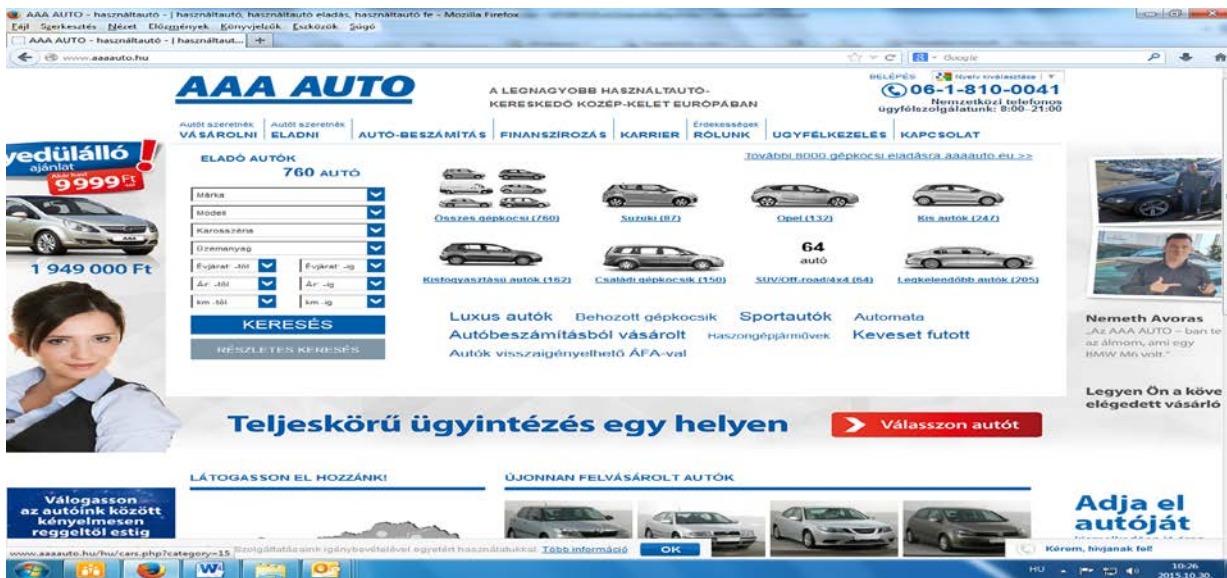 AAA AUTO - használtautó - | használtautó, használtautó eladás, használtautó fe - Mozilla Firefox
Fájl Szerkesztés Nézet Előzmények Könyvjelzők Eszközök Súgó
AAA AUTO - használtautó - | használtaut...
www.aaaauto.hu
Google
BELÉPÉS Nyelv kiválasztása
AAA AUTO
A LEGNAGYOBB HASZNÁLTAUTÓ-
KERESKEDŐ KÖZÉP-KELET EURÓPÁBAN
06-1-810-0041
Nemzetközi telefonos
ügyfélszolgálatunk: 8:00–21:00
Autót szeretnék VÁSÁROLNI
Autót szeretnék ELADNI
AUTÓ-BESZÁMÍTÁS
FINANSZÍROZÁS
KARRIER
Érdekességek RÓLUNK
ÜGYFÉLKEZELÉS
KAPCSOLAT
yedülálló
ajánlat
9999 Ft
AAA
1 949 000 Ft
ELADÓ AUTÓK
760 AUTÓ
Márka
Modell
Karosszéria
Üzemanyag
Évjárat -tól Évjárat -ig
Ár -tól Ár -ig
km -tól km -ig
KERESÉS
RÉSZLETES KERESÉS
További 8000 gépkocsi eladásra aaaauto.eu >>
Összes gépkocsi (760) Suzuki (87) Opel (132) Kis autók (247)
64
autó
Kisfogyasztású autók (162) Családi gépkocsik (150) SUV/Off-road/4x4 (64) Legkelendőbb autók (205)
Luxus autók Behozott gépkocsik Sportautók Automata
Autóbeszámításból vásárolt Haszongépjárművek Keveset futott
Autók visszaigényelhető ÁFA-val
Nemeth Avoras
„Az AAA AUTO – ban te
az álmom, ami egy
BMW M6 volt."
Legyen Ön a köve
elégedett vásárló
Teljeskörű ügyintézés egy helyen
Válasszon autót
LÁTOGASSON EL HOZZÁNK!
ÚJONNAN FELVÁSÁROLT AUTÓK
Válogasson
az autóink között
kényelmesen
reggeltől estig
Adja el
autóját
www.aaaauto.hu/hu/cars.php?category=15
Szolgáltatásaink igénybevételével egyetért használatukkal. Több információ OK
Kérem, hívjanak fel!
HU
10:26
2015.10.30.